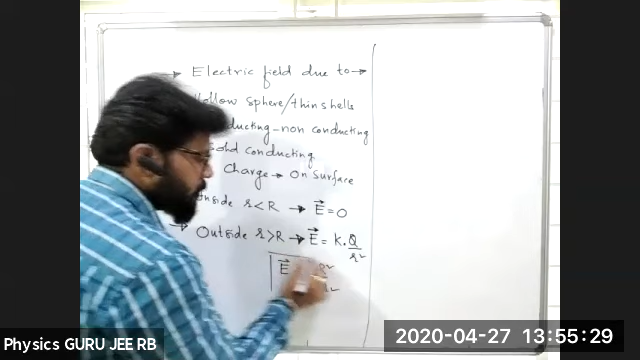 → Electric field due to →
Hollow sphere/thin shells
conducting - non conducting
Solid conducting
Charge → on surface
Inside r<R → E⃗ = 0
→ Outside r>R → E⃗ = K.Q/r²
E⃗
Physics GURU JEE RB
2020-04-27 13:55:29